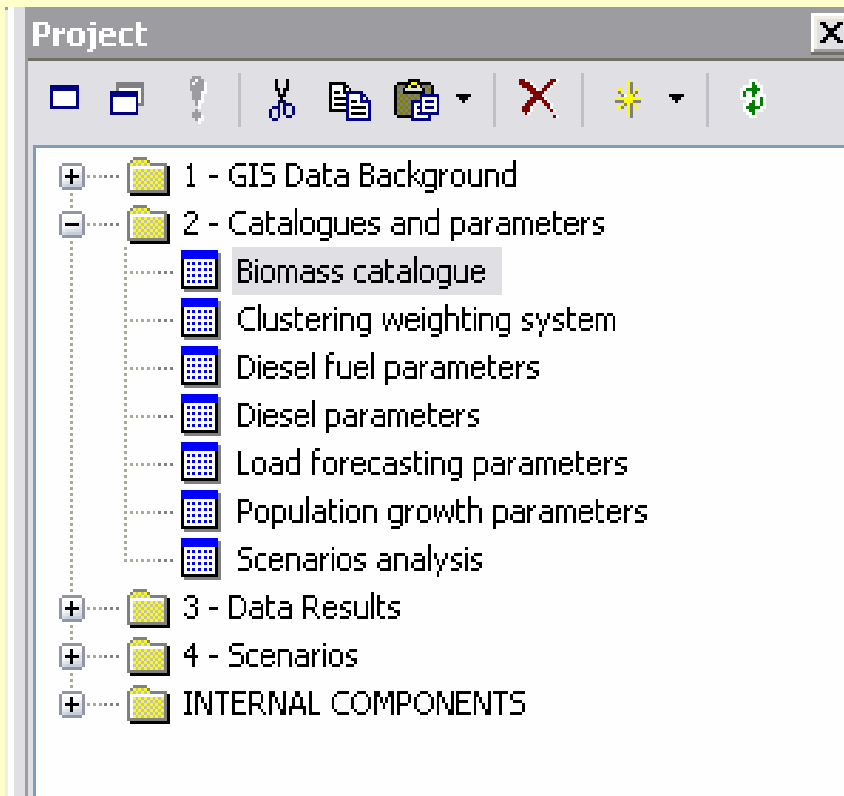 Project
1 - GIS Data Background
2 - Catalogues and parameters
Biomass catalogue
Clustering weighting system
Diesel fuel parameters
Diesel parameters
Load forecasting parameters
Population growth parameters
Scenarios analysis
3 - Data Results
4 - Scenarios
INTERNAL COMPONENTS